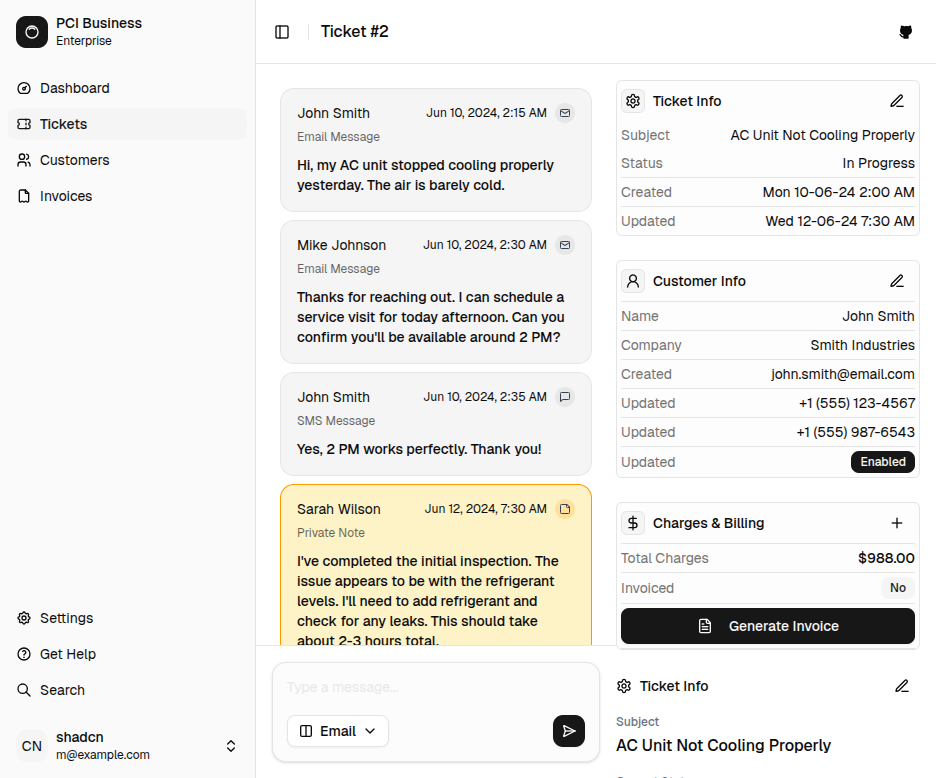 PCI Business
Enterprise
Dashboard
Tickets
Customers
Invoices
Settings
Get Help
Search
CN
shadcn
m@example.com
Ticket #2
John Smith Jun 10, 2024, 2:15 AM
Email Message
Hi, my AC unit stopped cooling properly
yesterday. The air is barely cold.
Mike Johnson Jun 10, 2024, 2:30 AM
Email Message
Thanks for reaching out. I can schedule a
service visit for today afternoon. Can you
confirm you'll be available around 2 PM?
John Smith Jun 10, 2024, 2:35 AM
SMS Message
Yes, 2 PM works perfectly. Thank you!
Sarah Wilson Jun 12, 2024, 7:30 AM
Private Note
I've completed the initial inspection. The
issue appears to be with the refrigerant
levels. I'll need to add refrigerant and
check for any leaks. This should take
about 2-3 hours total.
Type a message...
Email
Ticket Info
Subject AC Unit Not Cooling Properly
Status In Progress
Created Mon 10-06-24 2:00 AM
Updated Wed 12-06-24 7:30 AM
Customer Info
Name John Smith
Company Smith Industries
Created john.smith@email.com
Updated +1 (555) 123-4567
Updated +1 (555) 987-6543
Updated Enabled
Charges & Billing
Total Charges $988.00
Invoiced No
Generate Invoice
Ticket Info
Subject
AC Unit Not Cooling Properly